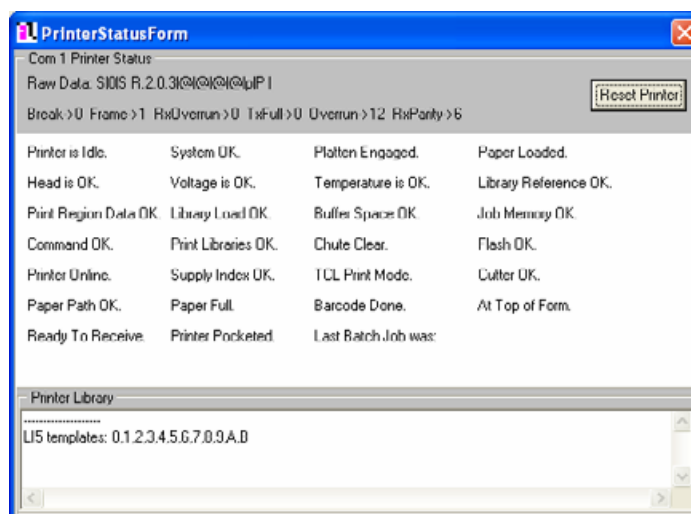 PrinterStatusForm
Com 1 Printer Status
Raw Data: S|0|S R.2.0.3|@|@|@|@|p|P |
Reset Printer
Break>0 Frame>1 RxOverrun>0 TxFull>0 Overrun>12 RxParity>6
Printer is Idle. System OK. Platten Engaged. Paper Loaded.
Head is OK. Voltage is OK. Temperature is OK. Library Reference OK.
Print Region Data OK. Library Load OK. Buffer Space OK. Job Memory OK.
Command OK. Print Libraries OK. Chute Clear. Flash OK.
Printer Online. Supply Index OK. TCL Print Mode. Cutter OK.
Paper Path OK. Paper Full. Barcode Done. At Top of Form.
Ready To Receive. Printer Pocketed. Last Batch Job was:
Printer Library
--------------------
LI5 templates: 0,1,2,3,4,5,6,7,8,9,A,B